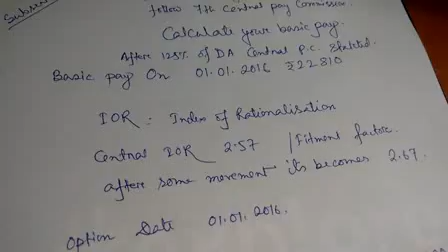 follow 7th Central pay Commission.
Calculate your basic pay
After 125% of DA Central p.c. started.
Basic pay On 01.01.2016 ₹22810
IOR : Index of Rationalisation
Central IOR 2.57 / Fitment factor.
after some movement its becomes 2.67.
Option Date 01.01.2016.